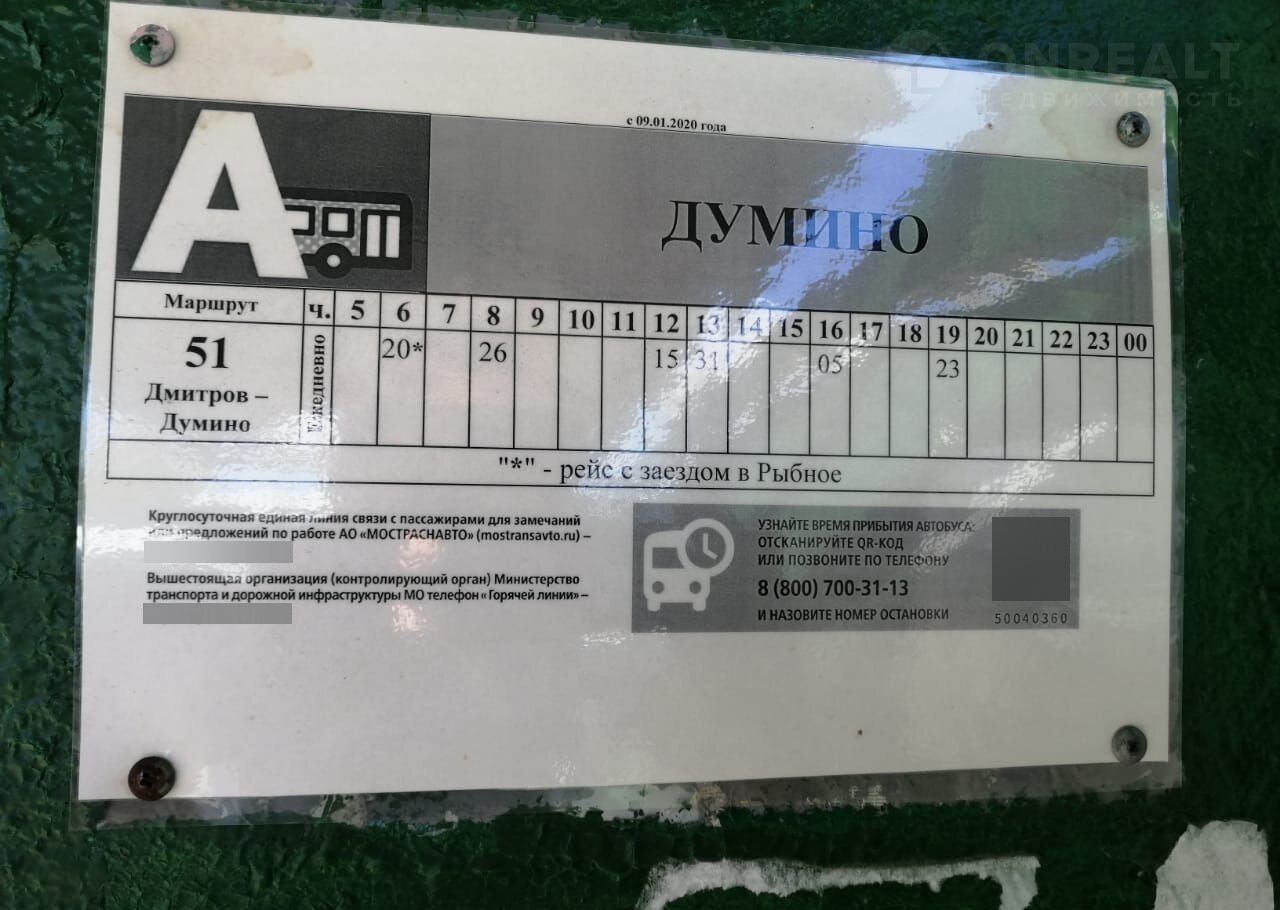 ONREALT
НЕДВИЖИМОСТЬ
с 09.01.2020 года
А
ДУМИНО
Маршрут ч. 5 6 7 8 9 10 11 12 13 14 15 16 17 18 19 20 21 22 23 00
51 Ежедневно 20* 26 15 31 05 23
Дмитров –
Думино
"*" - рейс с заездом в Рыбное
Круглосуточная единая линия связи с пассажирами для замечаний
или предложений по работе АО «МОСТРАСНАВТО» (mostransavto.ru) –
Вышестоящая организация (контролирующий орган) Министерство
транспорта и дорожной инфраструктуры МО телефон «Горячей линии» –
УЗНАЙТЕ ВРЕМЯ ПРИБЫТИЯ АВТОБУСА:
ОТСКАНИРУЙТЕ QR-КОД
ИЛИ ПОЗВОНИТЕ ПО ТЕЛЕФОНУ
8 (800) 700-31-13
И НАЗОВИТЕ НОМЕР ОСТАНОВКИ
50040360